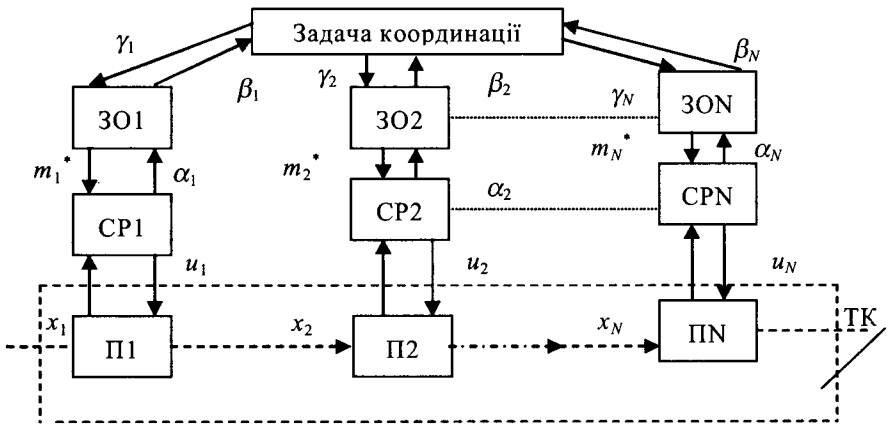 Задача координації
γ1 β1 γ2 β2 γN βN
ЗО1 ЗО2 ЗОN
m1* α1 m2* α2 mN* αN
СР1 СР2 СРN
u1 u2 uN
x1 x2 xN ТК
П1 П2 ПN